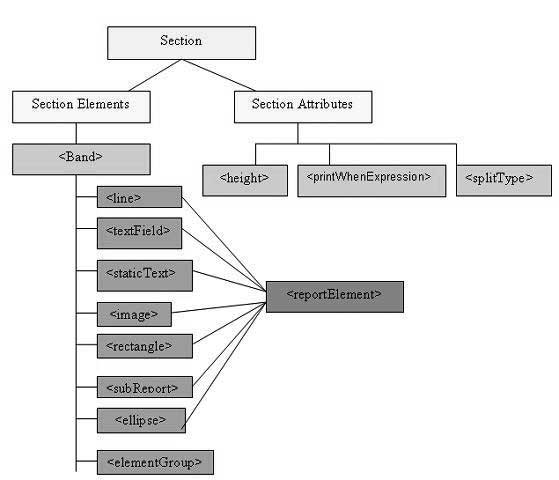 Section
Section Elements
Section Attributes
<Band>
<height>
<printWhenExpression>
<splitType>
<line>
<textField>
<staticText>
<reportElement>
<image>
<rectangle>
<subReport>
<ellipse>
<elementGroup>